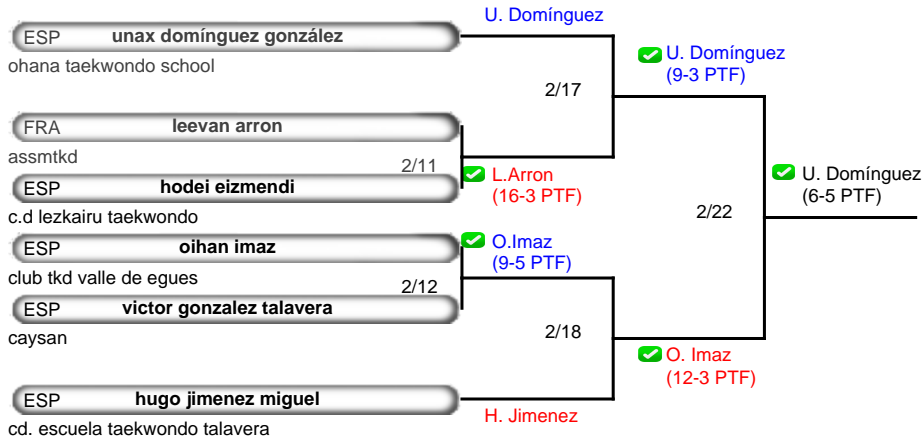 U. Domínguez
ESP unax domínguez gonzález
ohana taekwondo school
U. Domínguez
(9-3 PTF)
2/17
FRA leevan arron
assmtkd
2/11
L.Arron
(16-3 PTF)
ESP hodei eizmendi
c.d lezkairu taekwondo
U. Domínguez
(6-5 PTF)
2/22
ESP oihan imaz
club tkd valle de egues
O.Imaz
(9-5 PTF)
2/12
ESP victor gonzalez talavera
caysan
2/18
O. Imaz
(12-3 PTF)
ESP hugo jimenez miguel
cd. escuela taekwondo talavera
H. Jimenez